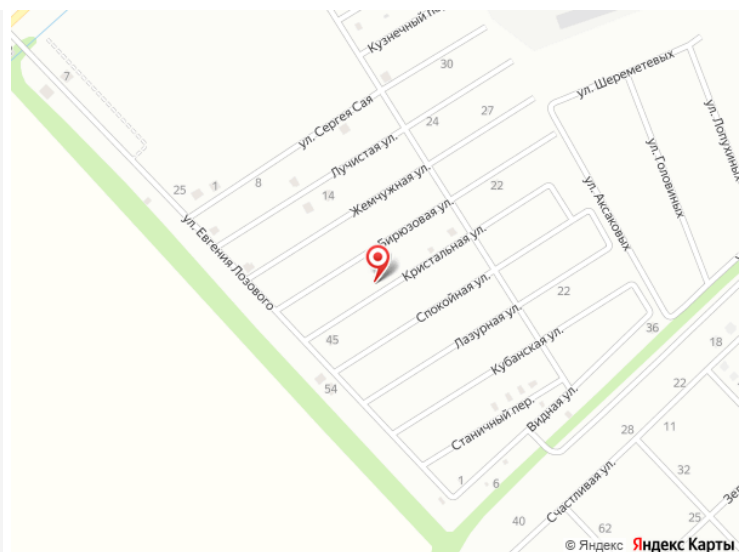 Кузнечный пер.
7
30
ул. Шереметевых
ул. Сергея Сая
27
24
ул. Лопухиных
Лучистая ул.
ул. Головиных
25
1
8
Жемчужная ул.
22
ул. Аксаковых
14
Бирюзовая ул.
ул. Евгения Лозового
Кристальная ул.
Спокойная ул.
22
Лазурная ул.
45
36
Кубанская ул.
18
54
22
Станичный пер.
Видная ул.
28
11
1
6
Счастливая ул.
32
40
62
25
© Яндекс Яндекс Карты